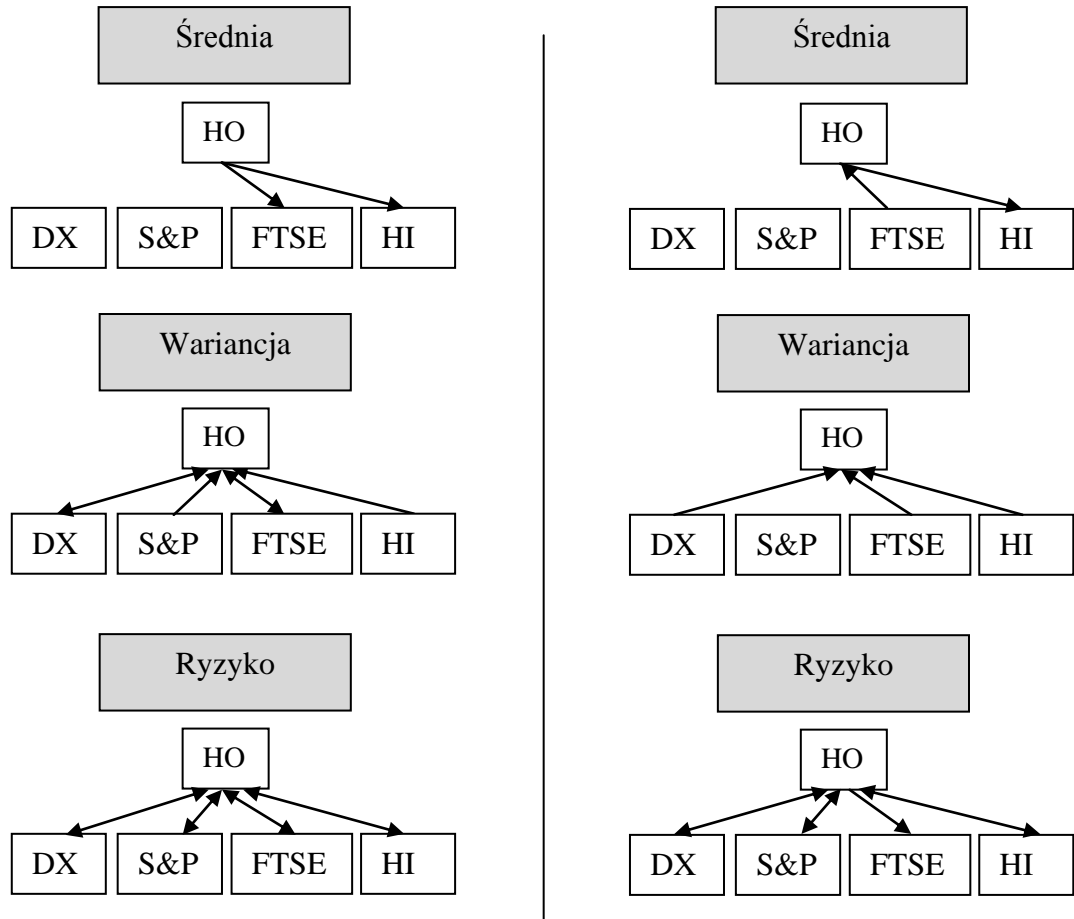 Średnia
HO
DX S&P FTSE HI
Wariancja
HO
DX S&P FTSE HI
Ryzyko
HO
DX S&P FTSE HI
Średnia
HO
DX S&P FTSE HI
Wariancja
HO
DX S&P FTSE HI
Ryzyko
HO
DX S&P FTSE HI